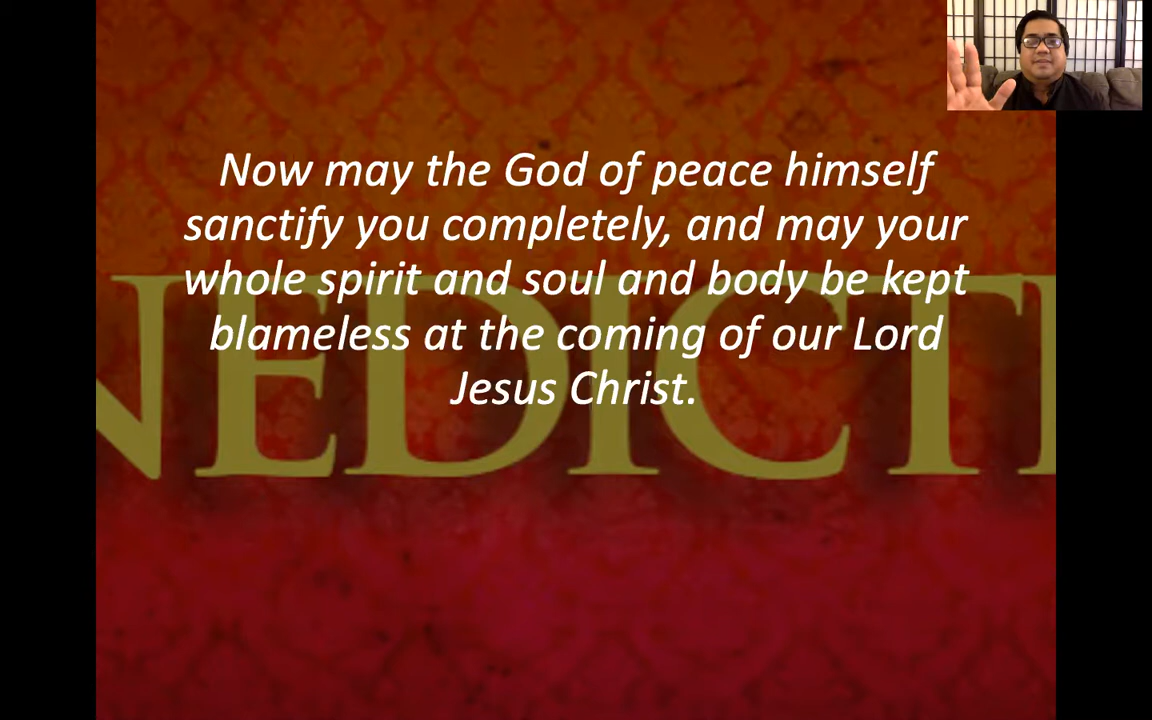 Now may the God of peace himself
sanctify you completely, and may your
whole spirit and soul and body be kept
blameless at the coming of our Lord
Jesus Christ.
NEDICTI